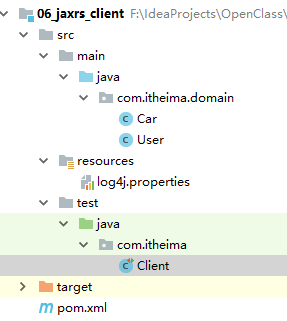 06_jaxrs_client F:\IdeaProjects\OpenClass\
src
main
java
com.itheima.domain
Car
User
resources
log4j.properties
test
java
com.itheima
Client
target
pom.xml